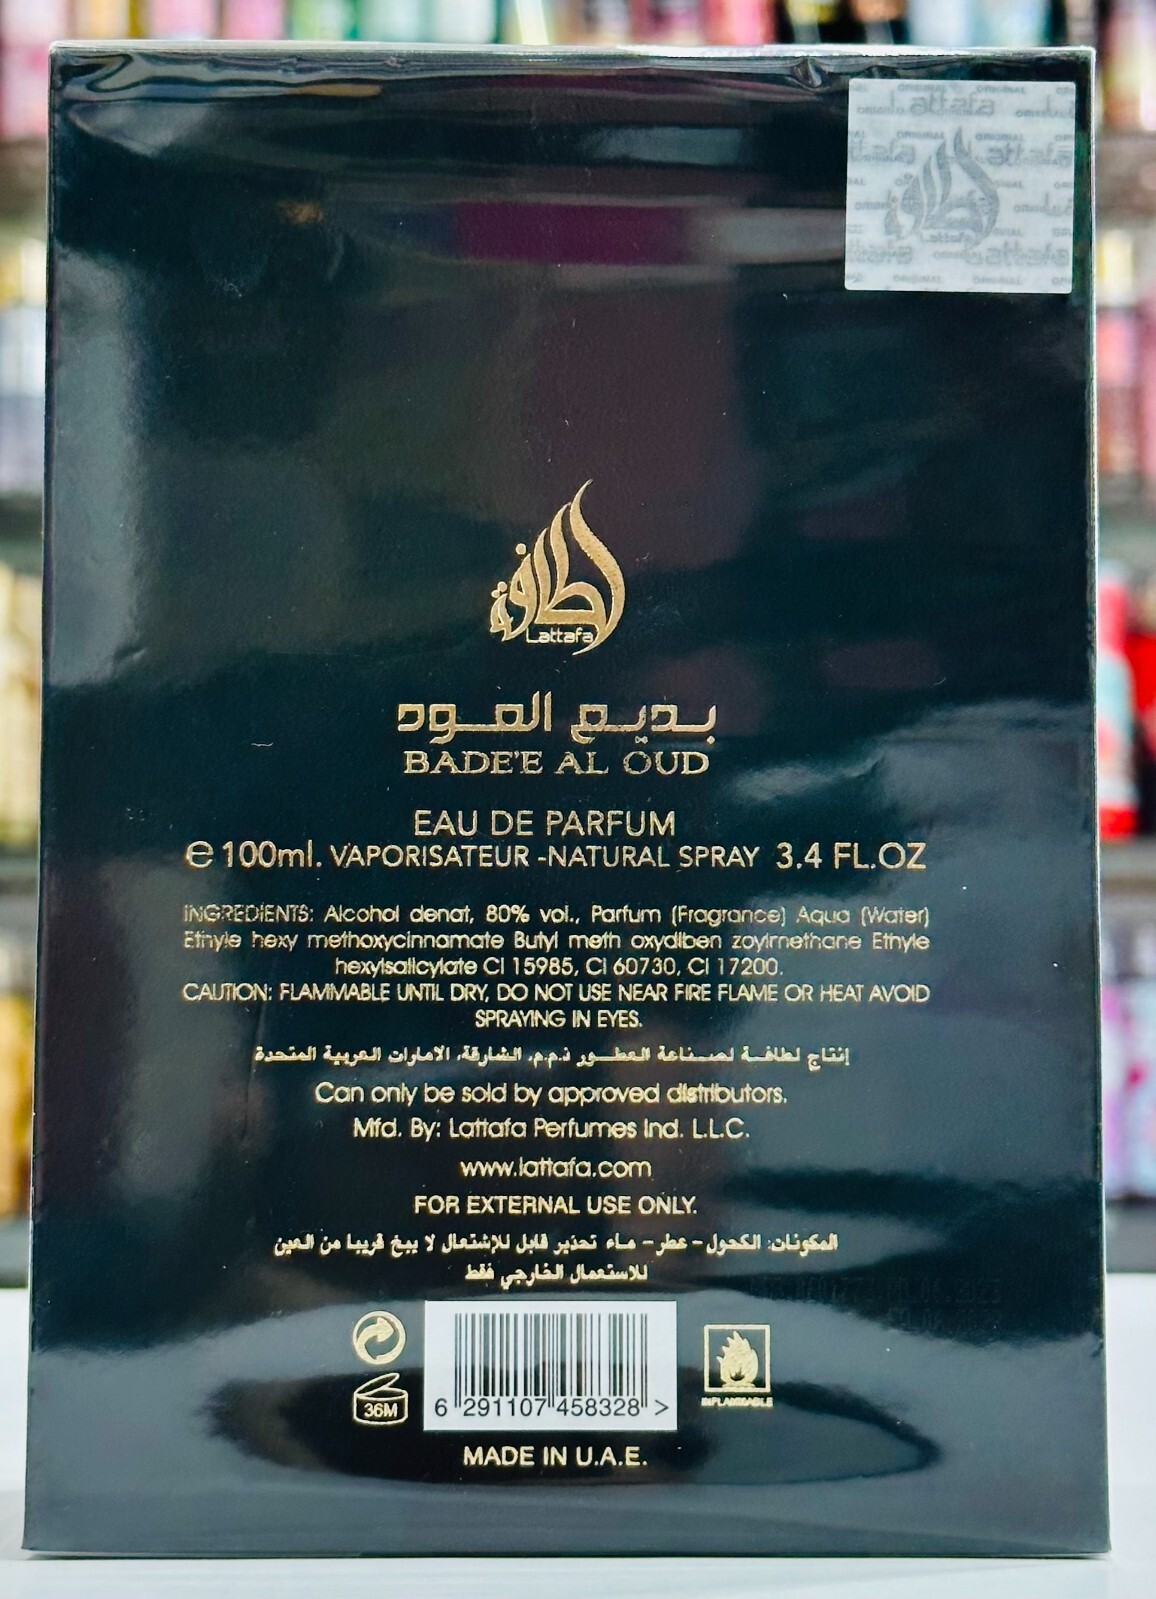 Lattafa
ORIGINAL
لطافة
Lattafa
لطافة
Lattafa
بديع العود
BADE'E AL OUD
EAU DE PARFUM
℮ 100ml. VAPORISATEUR -NATURAL SPRAY 3.4 FL.OZ
INGREDIENTS: Alcohol denat, 80% vol., Parfum (Fragrance) Aqua (Water)
Ethyle hexy methoxycinnamate Butyl meth oxydiben zoylmethane Ethyle
hexylsalicylate CI 15985, CI 60730, CI 17200.
CAUTION: FLAMMABLE UNTIL DRY, DO NOT USE NEAR FIRE FLAME OR HEAT AVOID
SPRAYING IN EYES.
إنتاج لطافة لصناعة العطور ذ.م.م. الشارقة، الامارات العربية المتحدة
Can only be sold by approved distributors.
Mfd. By: Lattafa Perfumes Ind. L.L.C.
www.lattafa.com
FOR EXTERNAL USE ONLY.
المكونات: الكحول - عطر - ماء تحذير قابل للإشتعال لا يبخ قريبا من العين
للاستعمال الخارجي فقط
36M
6 291107 458328 >
INFLAMMABLE
MADE IN U.A.E.